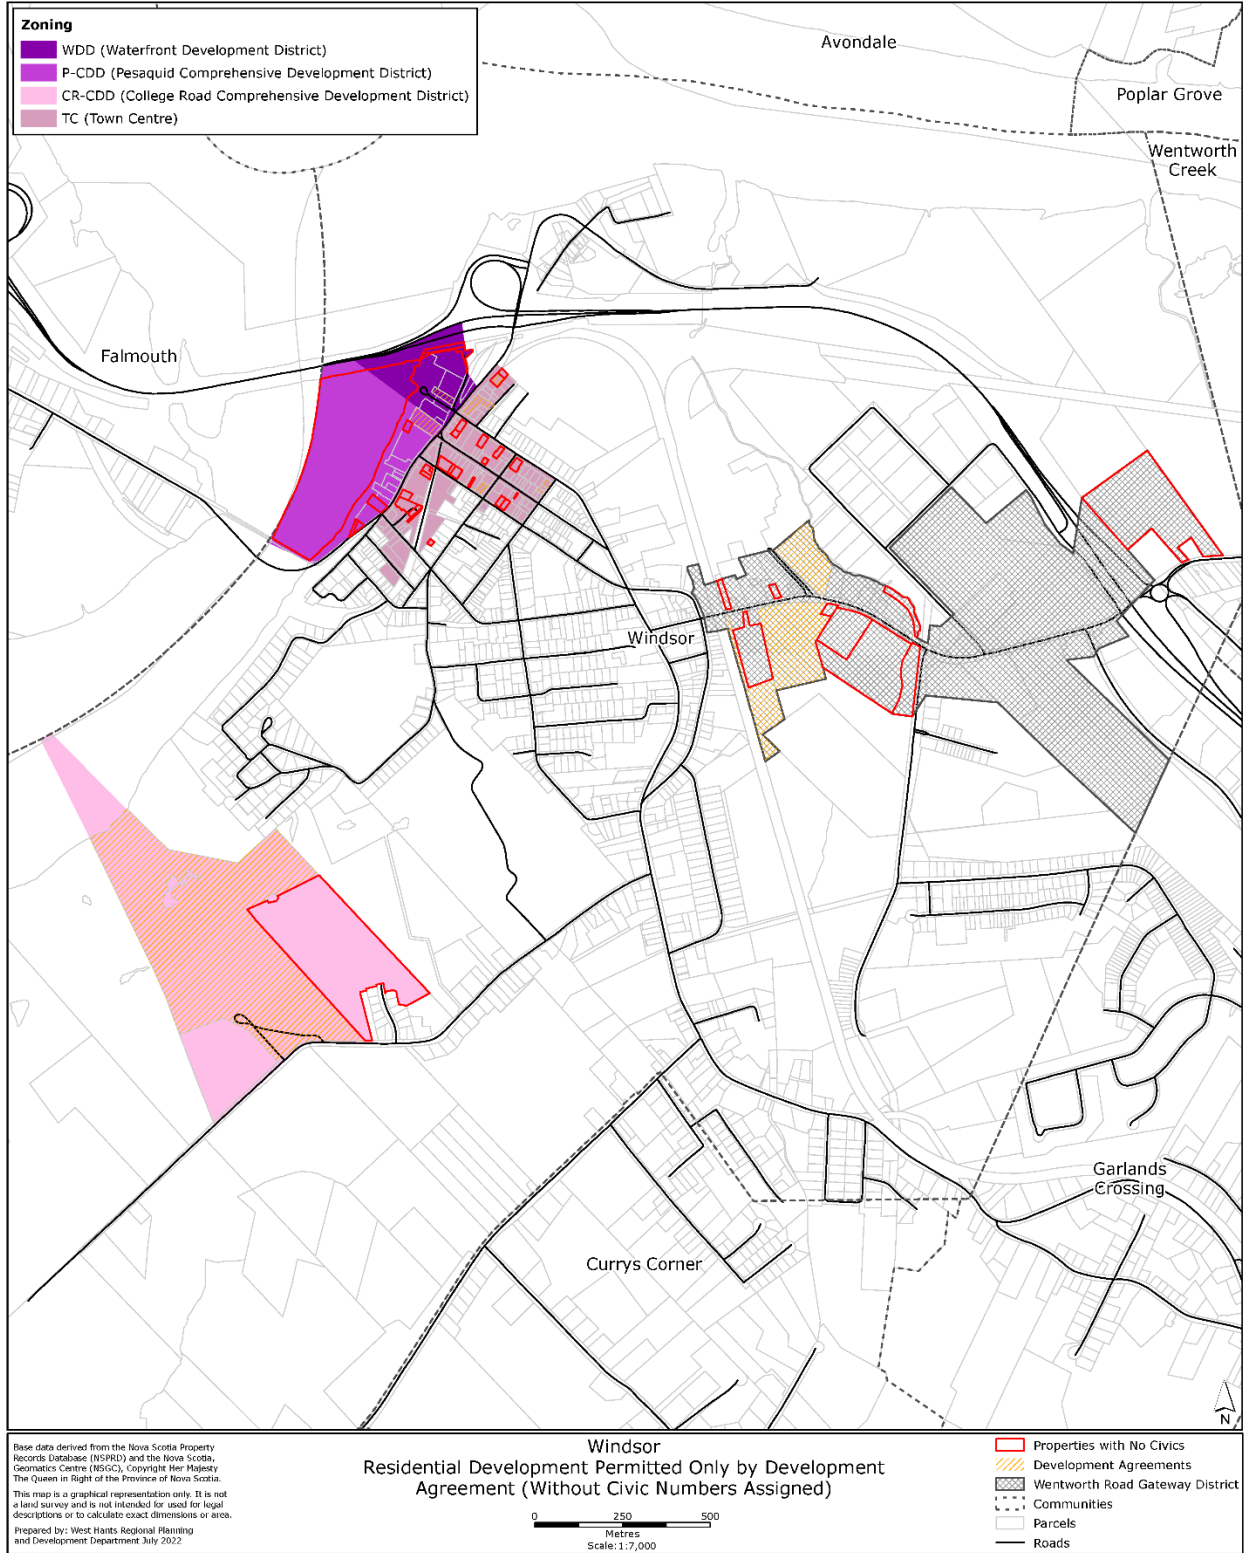 Zoning
WDD (Waterfront Development District)
P-CDD (Pesaquid Comprehensive Development District)
CR-CDD (College Road Comprehensive Development District)
TC (Town Centre)
Avondale
Poplar Grove
Wentworth
Creek
Falmouth
Windsor
Garlands
Crossing
Currys Corner
N
Base data derived from the Nova Scotia Property
Records Database (NSPRD) and the Nova Scotia,
Geomatics Centre (NSGC), Copyright Her Majesty
The Queen in Right of the Province of Nova Scotia.
This map is a graphical representation only. It is not
a land survey and is not intended for used for legal
descriptions or to calculate exact dimensions or area.
Prepared by: West Hants Regional Planning
and Development Department July 2022
Windsor
Residential Development Permitted Only by Development
Agreement (Without Civic Numbers Assigned)
0 250 500
Metres
Scale:1:7,000
Properties with No Civics
Development Agreements
Wentworth Road Gateway District
Communities
Parcels
Roads